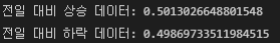 전일 대비 상승 데이터: 0.5013026648801548
전일 대비 하락 데이터: 0.49869733511984515